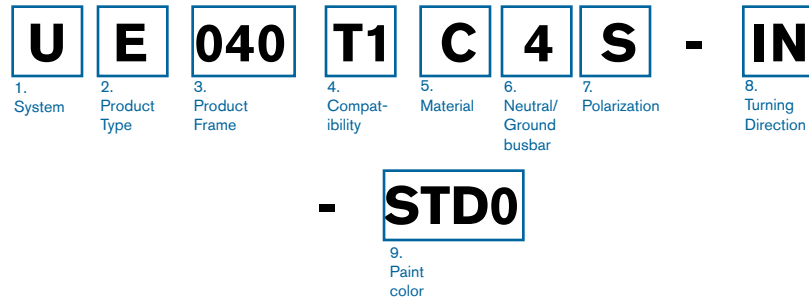 U E 040 T1 C 4 S - IN
1. System
2. Product Type
3. Product Frame
4. Compat-ibility
5. Material
6. Neutral/ Ground busbar
7. Polarization
8. Turning Direction
- STD0
9. Paint color